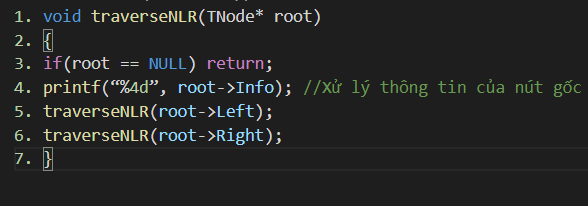 1. void traverseNLR(TNode* root)
2. {
3. if(root == NULL) return;
4. printf(“%4d”, root->Info); //Xử lý thông tin của nút gốc
5. traverseNLR(root->Left);
6. traverseNLR(root->Right);
7. }